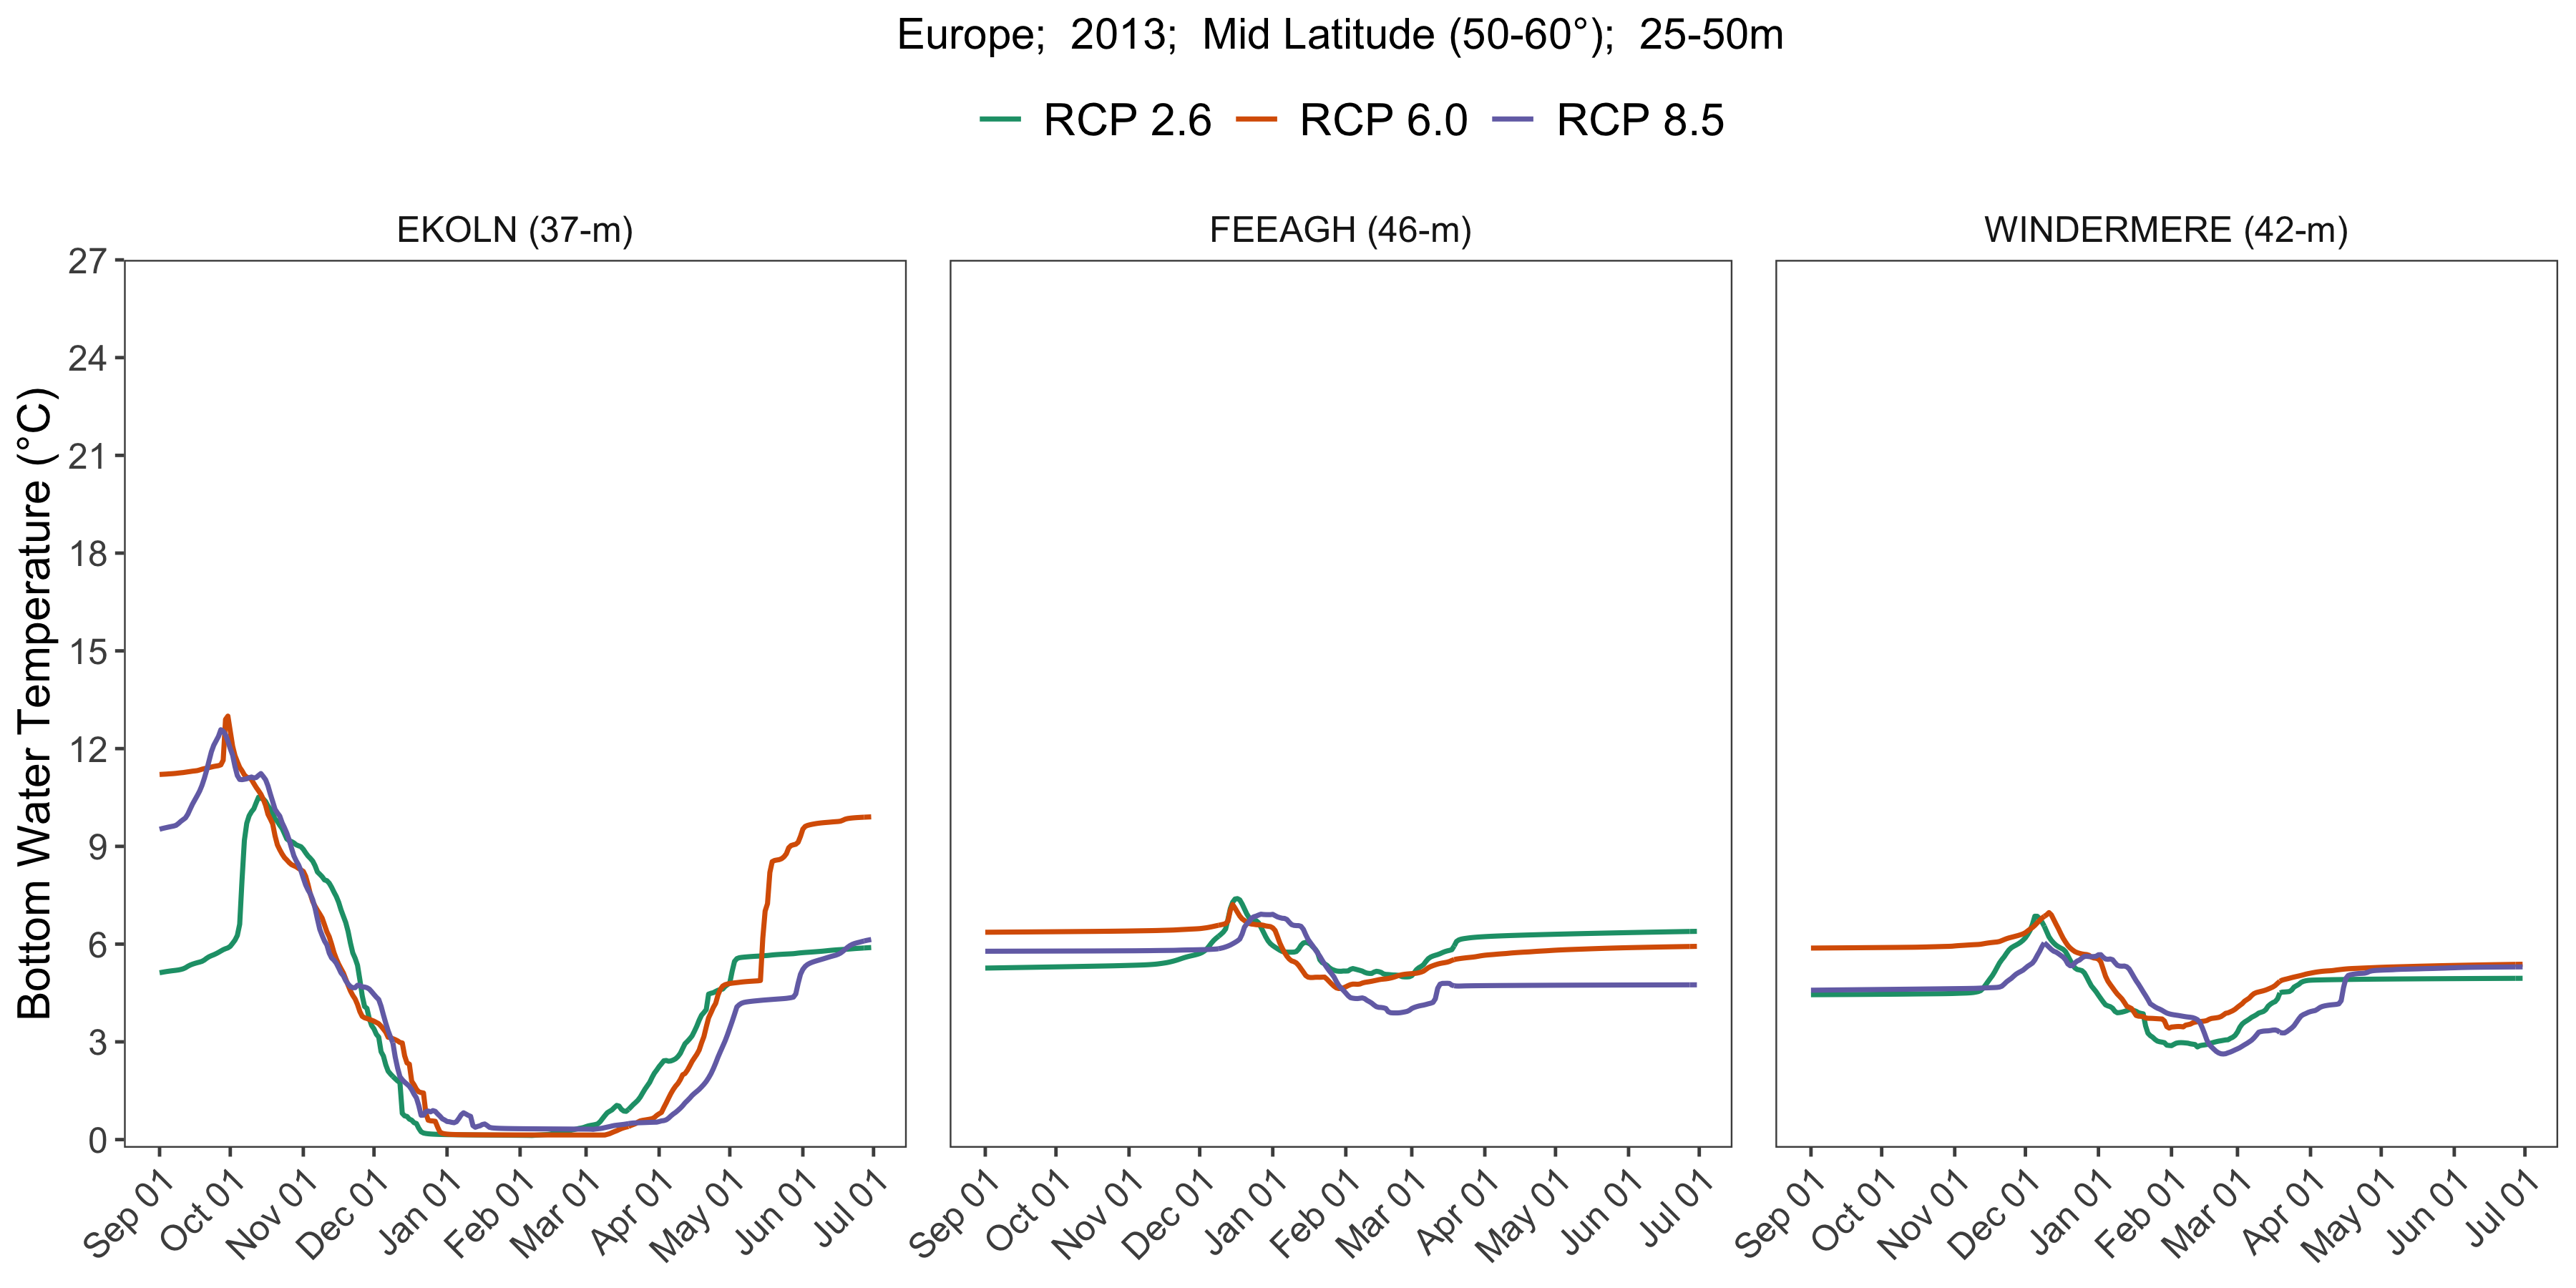 Europe;  2013;  Mid Latitude (50-60°);  25-50m
RCP 2.6 RCP 6.0 RCP 8.5
EKOLN (37-m) FEEAGH (46-m) WINDERMERE (42-m)
Bottom Water Temperature (°C)
27
24
21
18
15
12
9
6
3
0
Sep 01 Oct 01 Nov 01 Dec 01 Jan 01 Feb 01 Mar 01 Apr 01 May 01 Jun 01 Jul 01
Sep 01 Oct 01 Nov 01 Dec 01 Jan 01 Feb 01 Mar 01 Apr 01 May 01 Jun 01 Jul 01
Sep 01 Oct 01 Nov 01 Dec 01 Jan 01 Feb 01 Mar 01 Apr 01 May 01 Jun 01 Jul 01